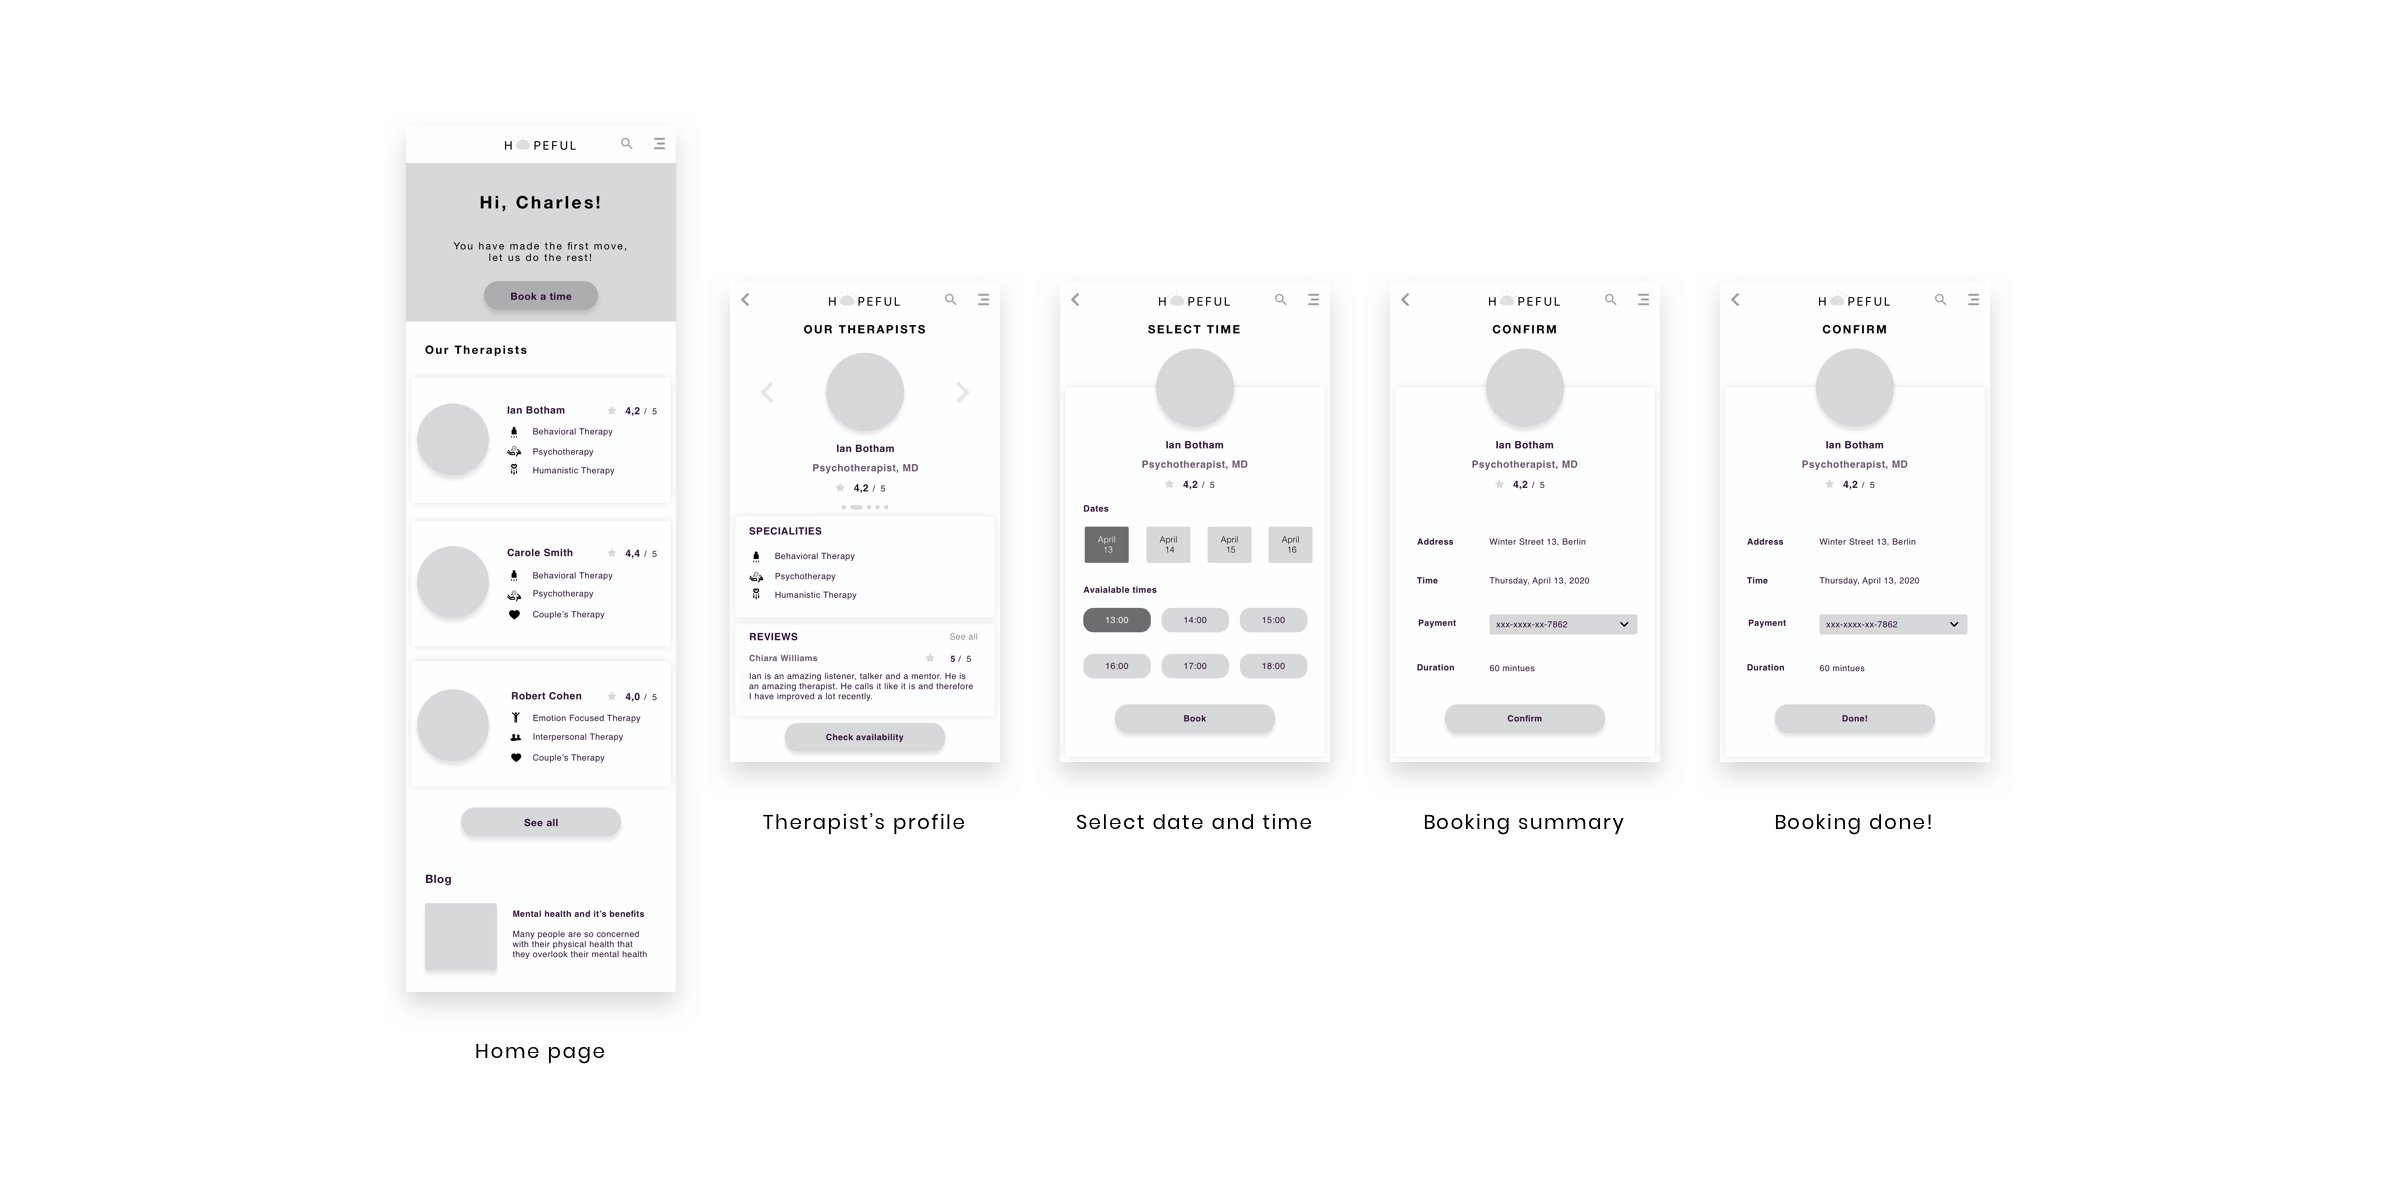 H PEFUL
Hi, Charles!
You have made the first move,
let us do the rest!
Book a time
Our Therapists
Ian Botham 4,2 / 5
Behavioral Therapy
Psychotherapy
Humanistic Therapy
Carole Smith 4,4 / 5
Behavioral Therapy
Psychotherapy
Couple's Therapy
Robert Cohen 4,0 / 5
Emotion Focused Therapy
Interpersonal Therapy
Couple's Therapy
See all
Blog
Mental health and it's benefits
Many people are so concerned
with their physical health that
they overlook their mental health
Home page
H PEFUL
OUR THERAPISTS
Ian Botham
Psychotherapist, MD
4,2 / 5
SPECIALITIES
Behavioral Therapy
Psychotherapy
Humanistic Therapy
REVIEWS See all
Chiara Williams 5 / 5
Ian is an amazing listener, talker and a mentor. He is
an amazing therapist. He calls it like it is and therefore
I have improved a lot recently.
Check availability
Therapist's profile
H PEFUL
SELECT TIME
Ian Botham
Psychotherapist, MD
4,2 / 5
Dates
April April April April
13 14 15 16
Avaialable times
13:00 14:00 15:00
16:00 17:00 18:00
Book
Select date and time
H PEFUL
CONFIRM
Ian Botham
Psychotherapist, MD
4,2 / 5
Address Winter Street 13, Berlin
Time Thursday, April 13, 2020
Payment xxx-xxxx-xx-7862
Duration 60 mintues
Confirm
Booking summary
H PEFUL
CONFIRM
Ian Botham
Psychotherapist, MD
4,2 / 5
Address Winter Street 13, Berlin
Time Thursday, April 13, 2020
Payment xxx-xxxx-xx-7862
Duration 60 mintues
Done!
Booking done!